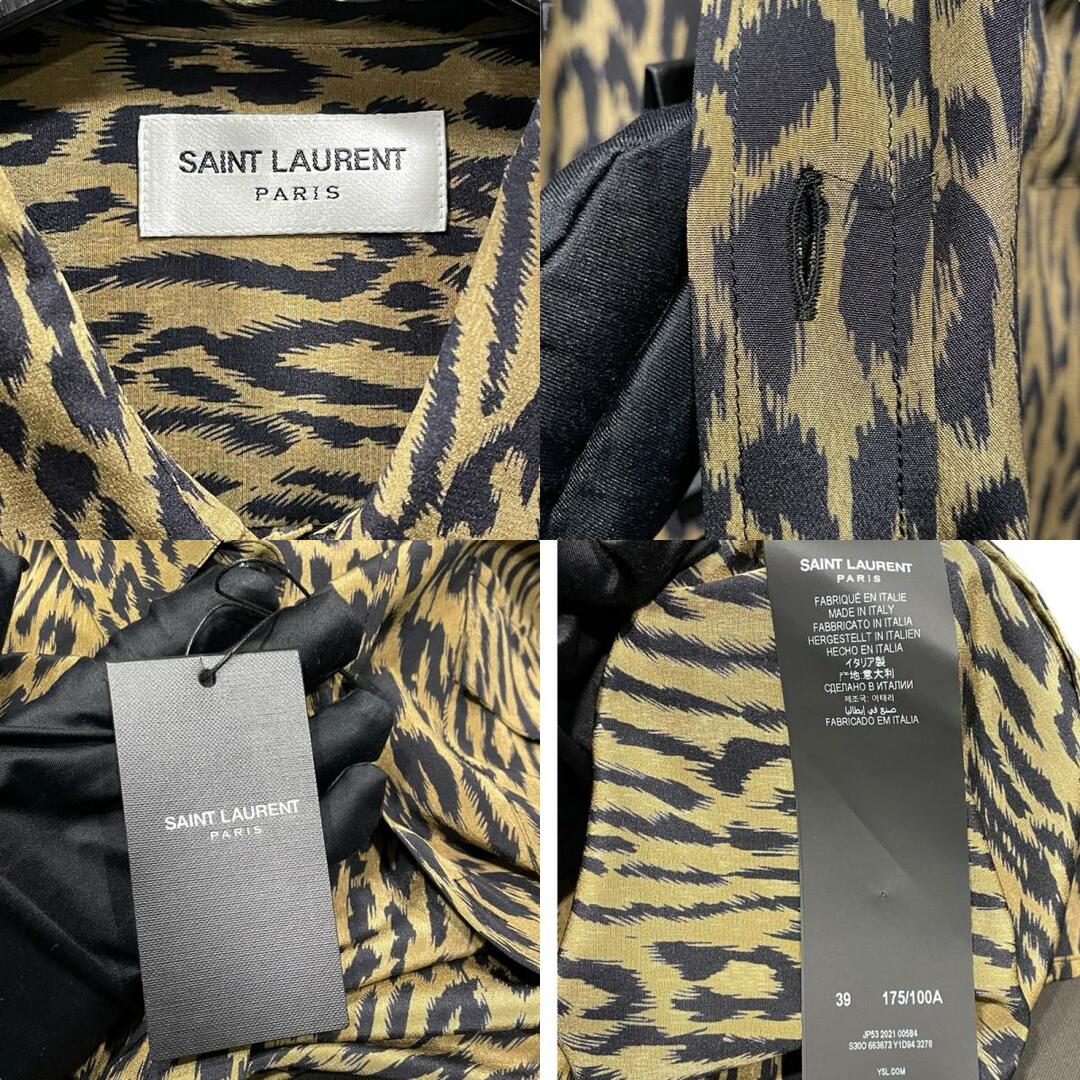 SAINT LAURENT
PARIS
SAINT LAURENT
PARIS
SAINT LAURENT
PARIS
FABRIQUÉ EN ITALIE
MADE IN ITALY
FABBRICATO IN ITALIA
HERGESTELLT IN ITALIEN
HECHO EN ITALIA
イタリア製
产地:意大利
СДЕЛАНО В ИТАЛИИ
제조국: 이태리
صنع في إيطاليا
FABRICADO EM ITÁLIA
39 175/100A
JP53 2021 00584
S30O 663673 Y1D94 3278
YSL.COM